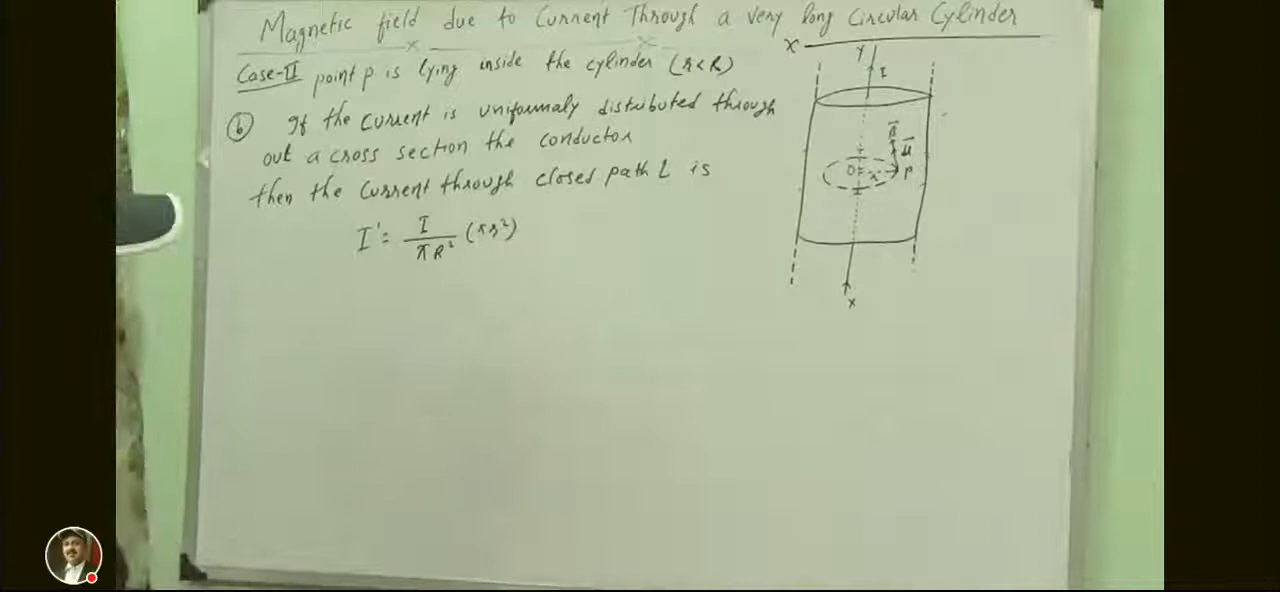 Magnetic field due to Current Through a very long Circular Cylinder
Case-II point p is lying inside the cylinder (r<R)
(b) If the current is uniformaly distributed through
out a cross section the conductor
then the current through closed path L is
I' = I/πR² (πr²)
Y
I
B⃗
dl⃗
O r P
X